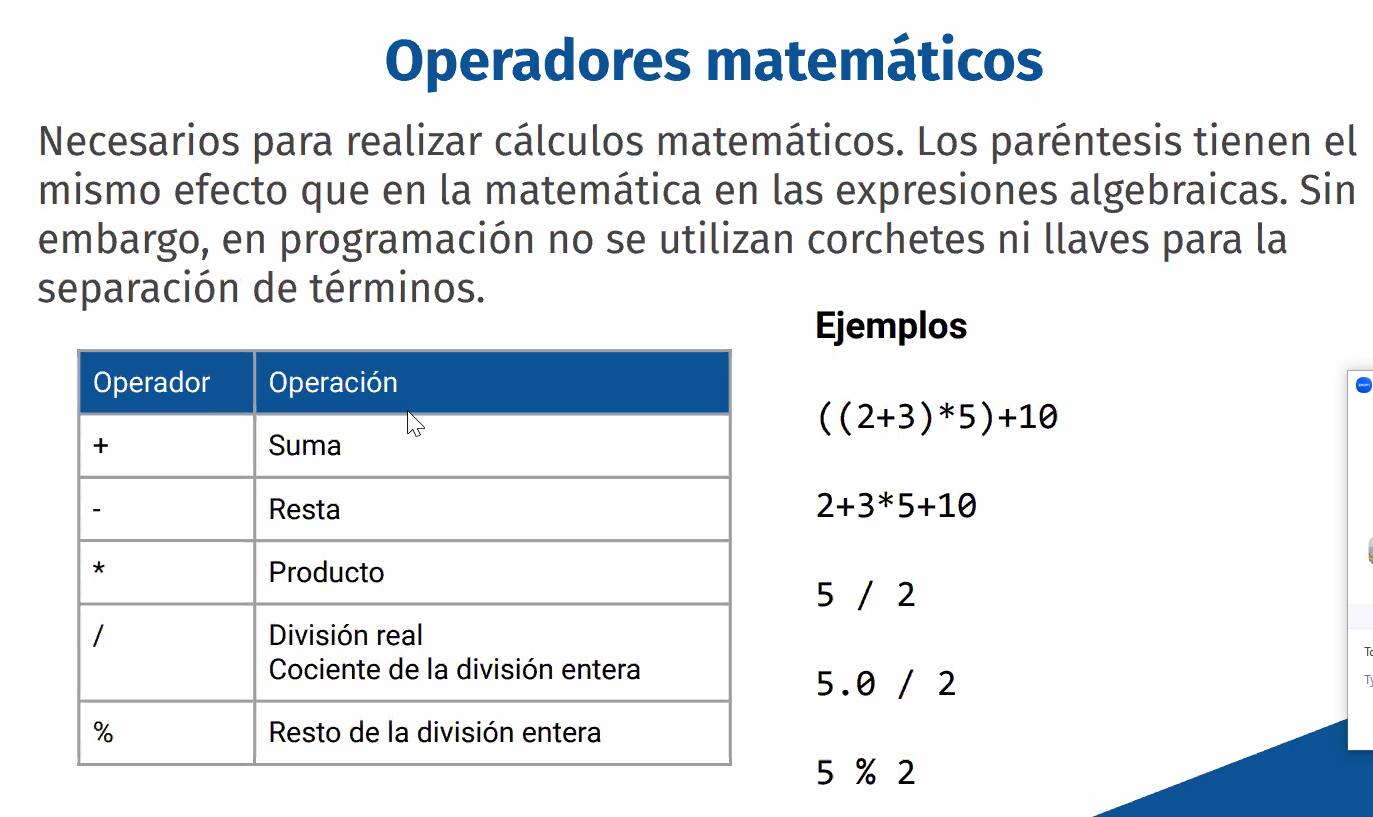 Operadores matemáticos
Necesarios para realizar cálculos matemáticos. Los paréntesis tienen el
mismo efecto que en la matemática en las expresiones algebraicas. Sin
embargo, en programación no se utilizan corchetes ni llaves para la
separación de términos.
Operador Operación
+ Suma
- Resta
* Producto
/ División real
Cociente de la división entera
% Resto de la división entera
Ejemplos
((2+3)*5)+10
2+3*5+10
5 / 2
5.0 / 2
5 % 2